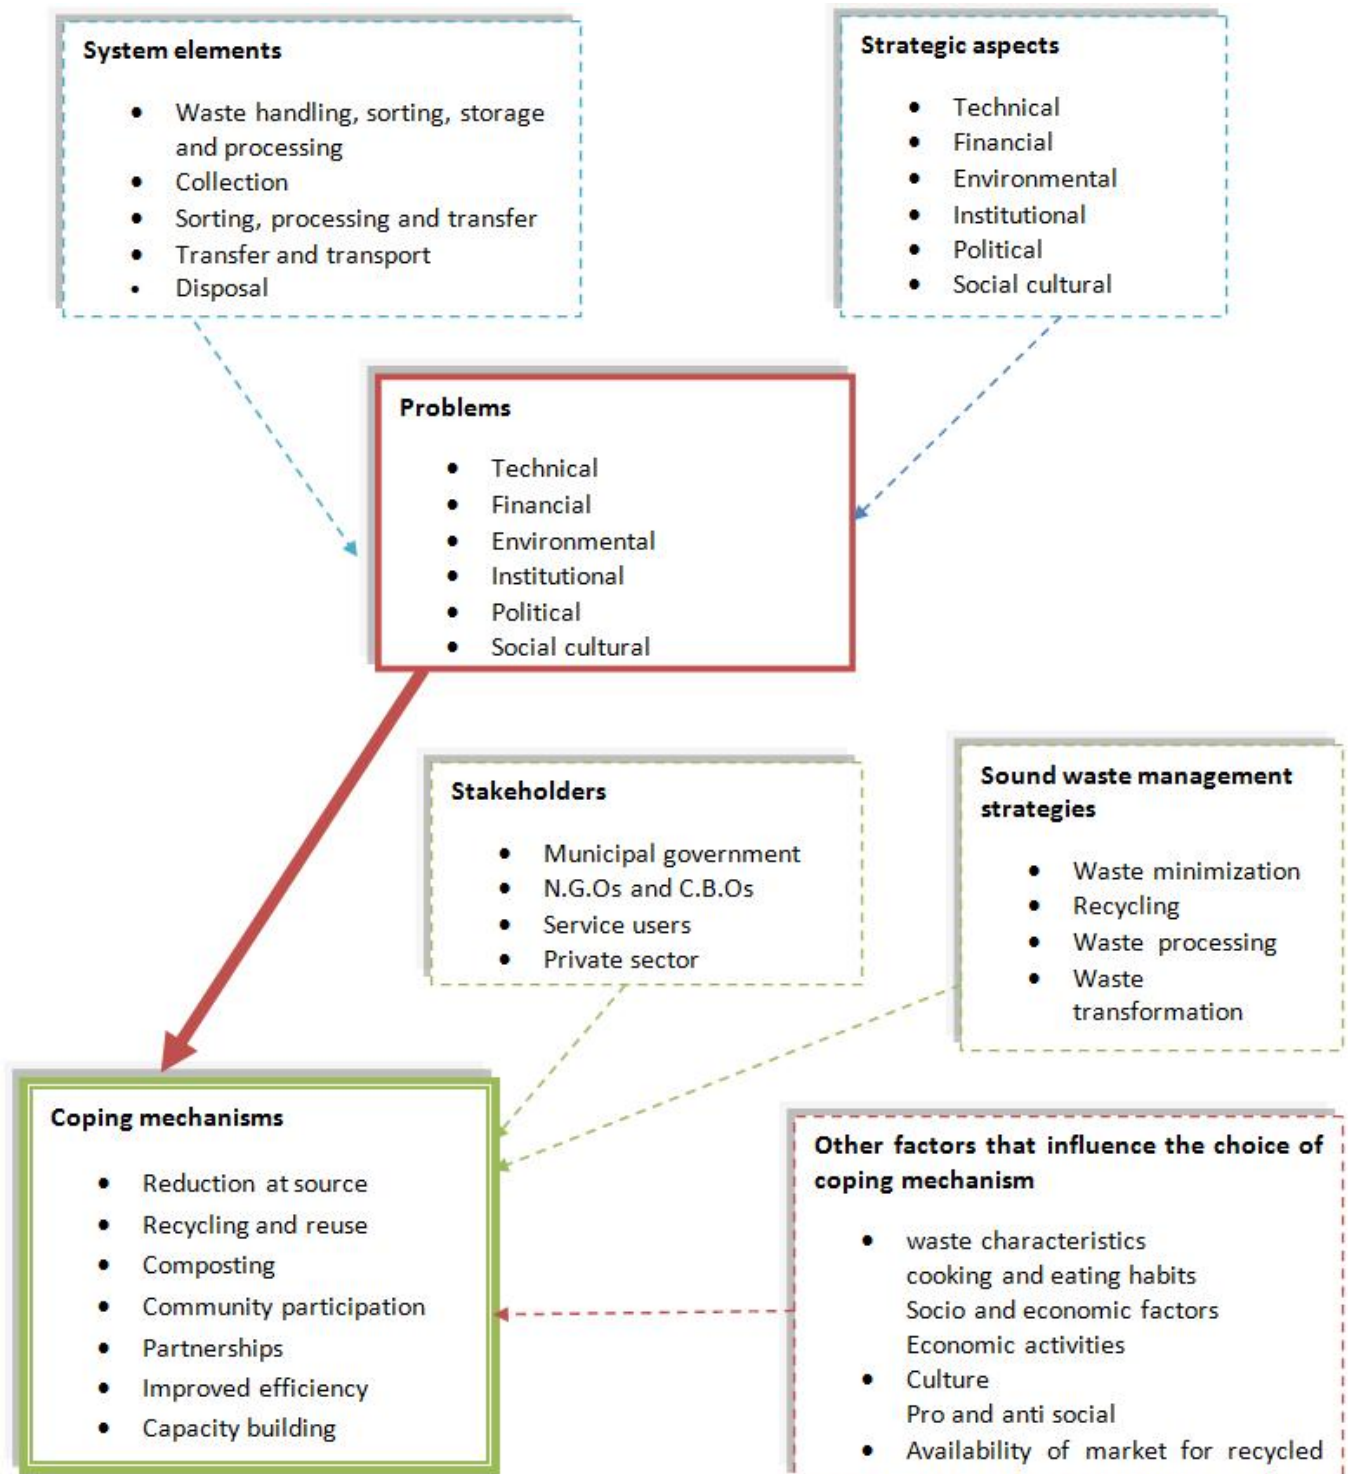 System elements
• Waste handling, sorting, storage
and processing
• Collection
• Sorting, processing and transfer
• Transfer and transport
• Disposal
Strategic aspects
• Technical
• Financial
• Environmental
• Institutional
• Political
• Social cultural
Problems
• Technical
• Financial
• Environmental
• Institutional
• Political
• Social cultural
Stakeholders
• Municipal government
• N.G.Os and C.B.Os
• Service users
• Private sector
Sound waste management
strategies
• Waste minimization
• Recycling
• Waste processing
• Waste
transformation
Coping mechanisms
• Reduction at source
• Recycling and reuse
• Composting
• Community participation
• Partnerships
• Improved efficiency
• Capacity building
Other factors that influence the choice of
coping mechanism
• waste characteristics
cooking and eating habits
Socio and economic factors
Economic activities
• Culture
Pro and anti social
• Availability of market for recycled